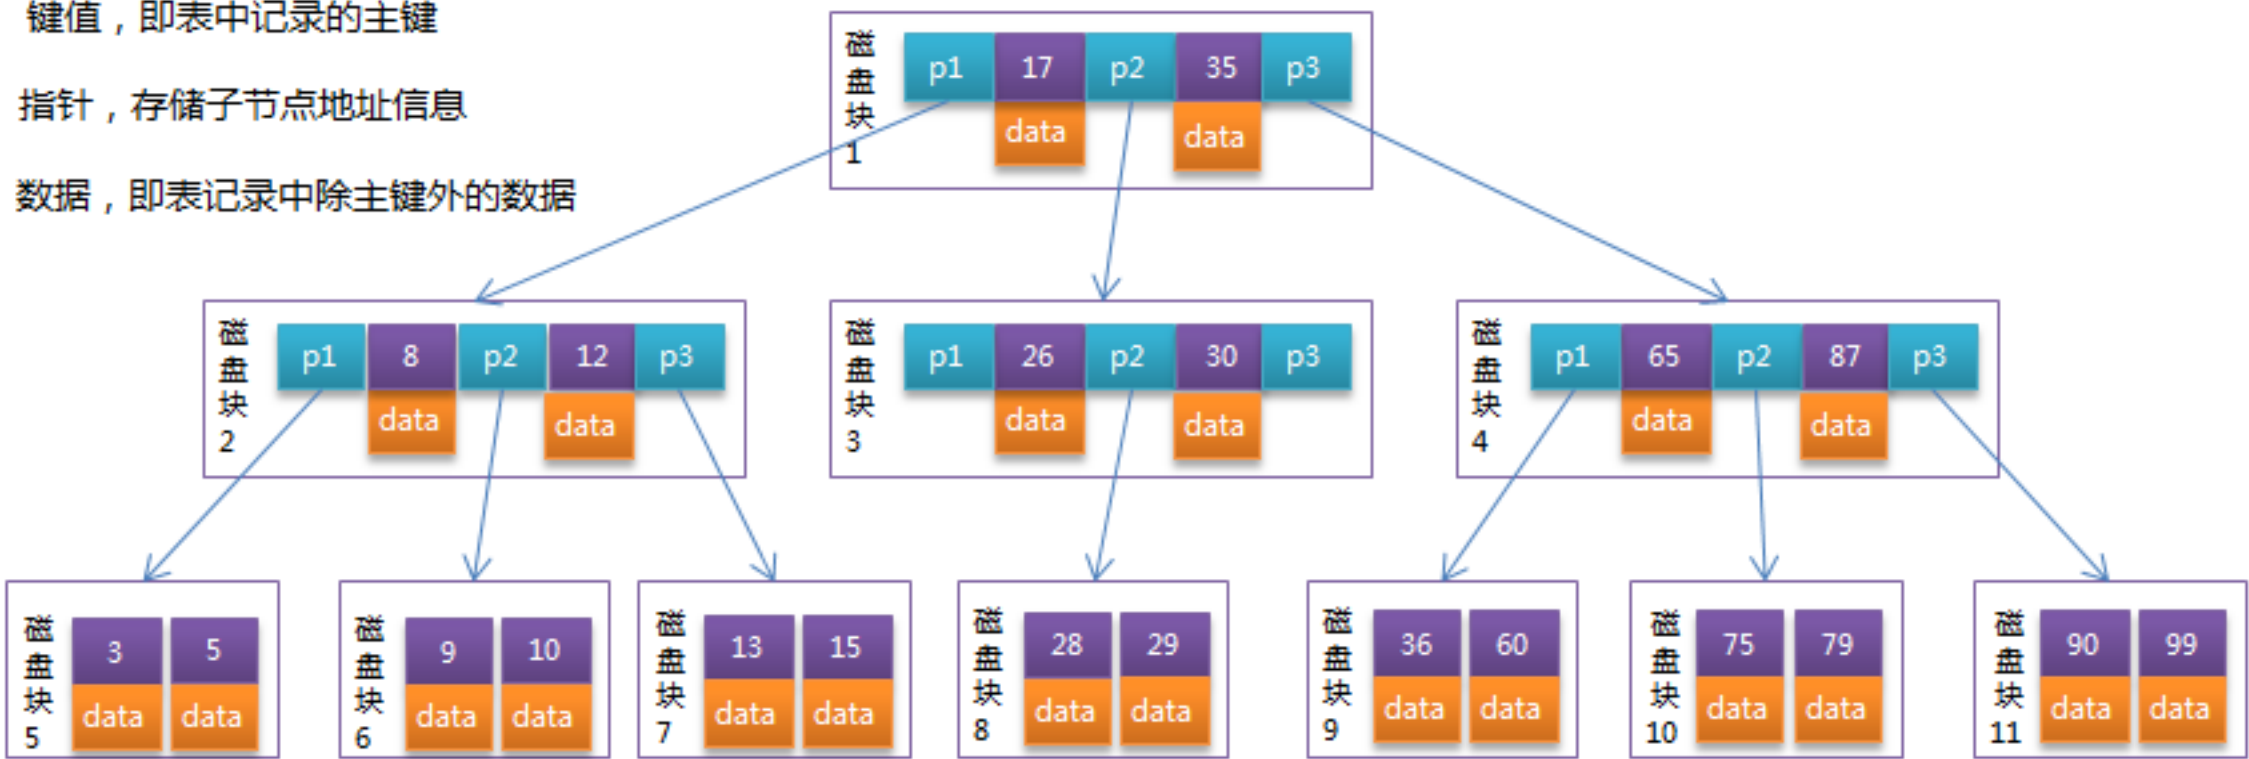 键值，即表中记录的主键
指针，存储子节点地址信息
数据，即表记录中除主键外的数据
磁盘块1
p1 17 p2 35 p3
data data
磁盘块2
p1 8 p2 12 p3
data data
磁盘块3
p1 26 p2 30 p3
data data
磁盘块4
p1 65 p2 87 p3
data data
磁盘块5
3 5
data data
磁盘块6
9 10
data data
磁盘块7
13 15
data data
磁盘块8
28 29
data data
磁盘块9
36 60
data data
磁盘块10
75 79
data data
磁盘块11
90 99
data data